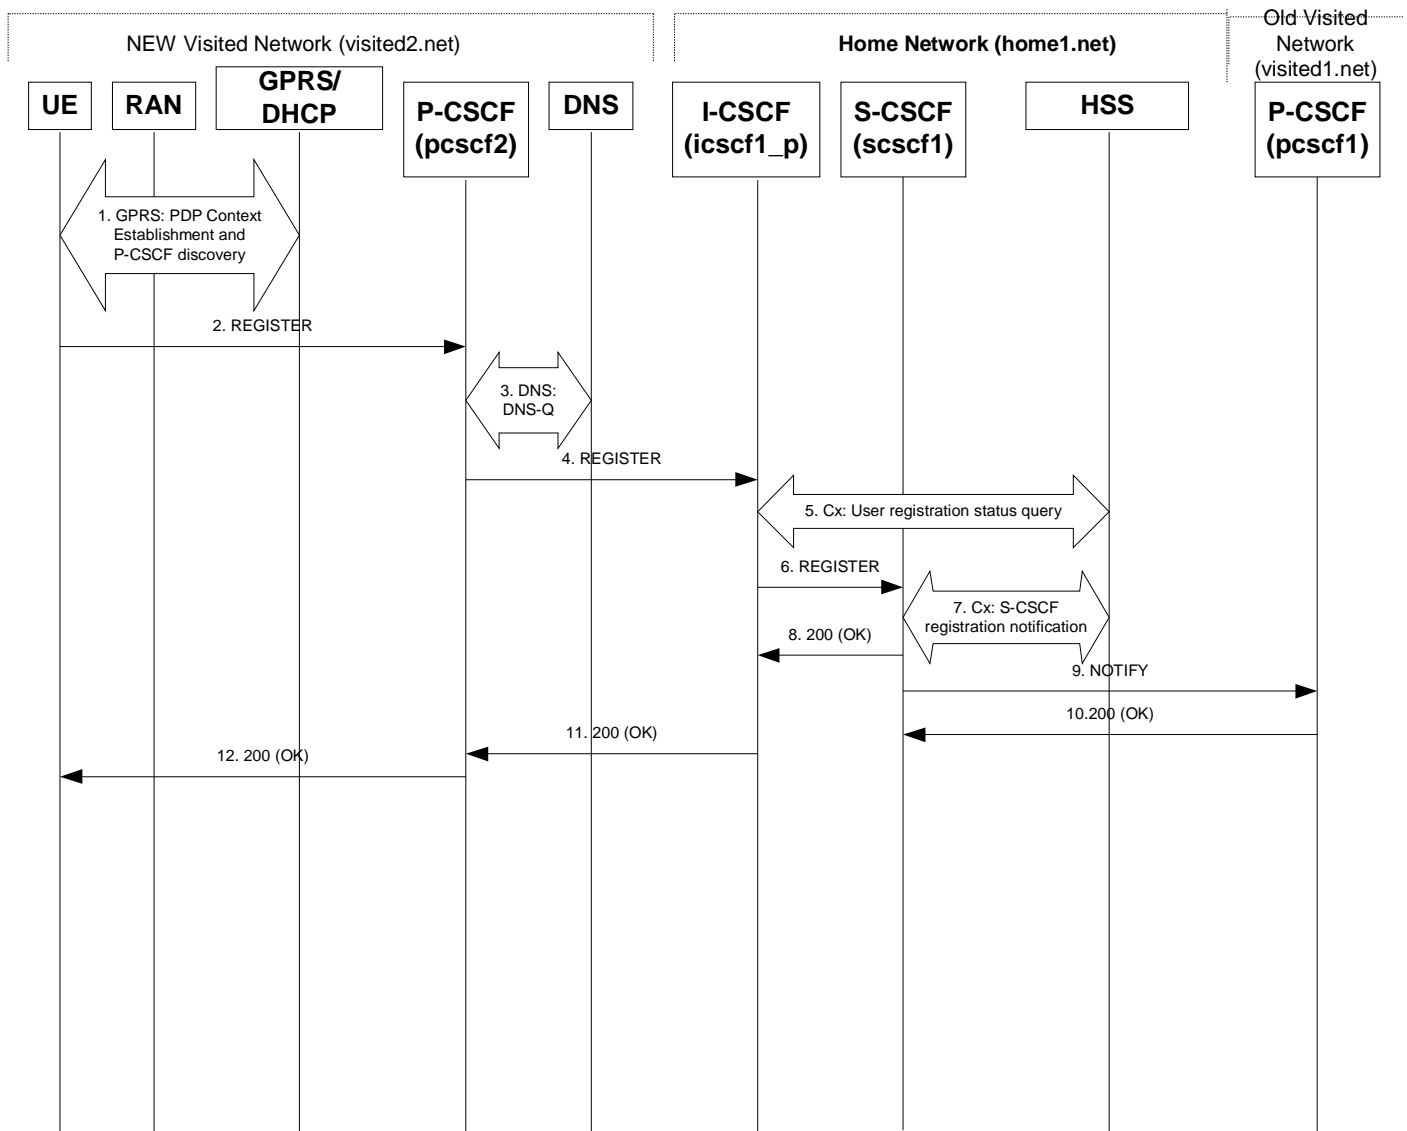 NEW Visited Network (visited2.net)
Home Network (home1.net)
Old Visited
Network
(visited1.net)
UE
RAN
GPRS/
DHCP
P-CSCF
(pcscf2)
DNS
I-CSCF
(icscf1_p)
S-CSCF
(scscf1)
HSS
P-CSCF
(pcscf1)
1. GPRS: PDP Context
Establishment and
P-CSCF discovery
2. REGISTER
3. DNS:
DNS-Q
4. REGISTER
5. Cx: User registration status query
6. REGISTER
7. Cx: S-CSCF
registration notification
8. 200 (OK)
9. NOTIFY
10.200 (OK)
11. 200 (OK)
12. 200 (OK)